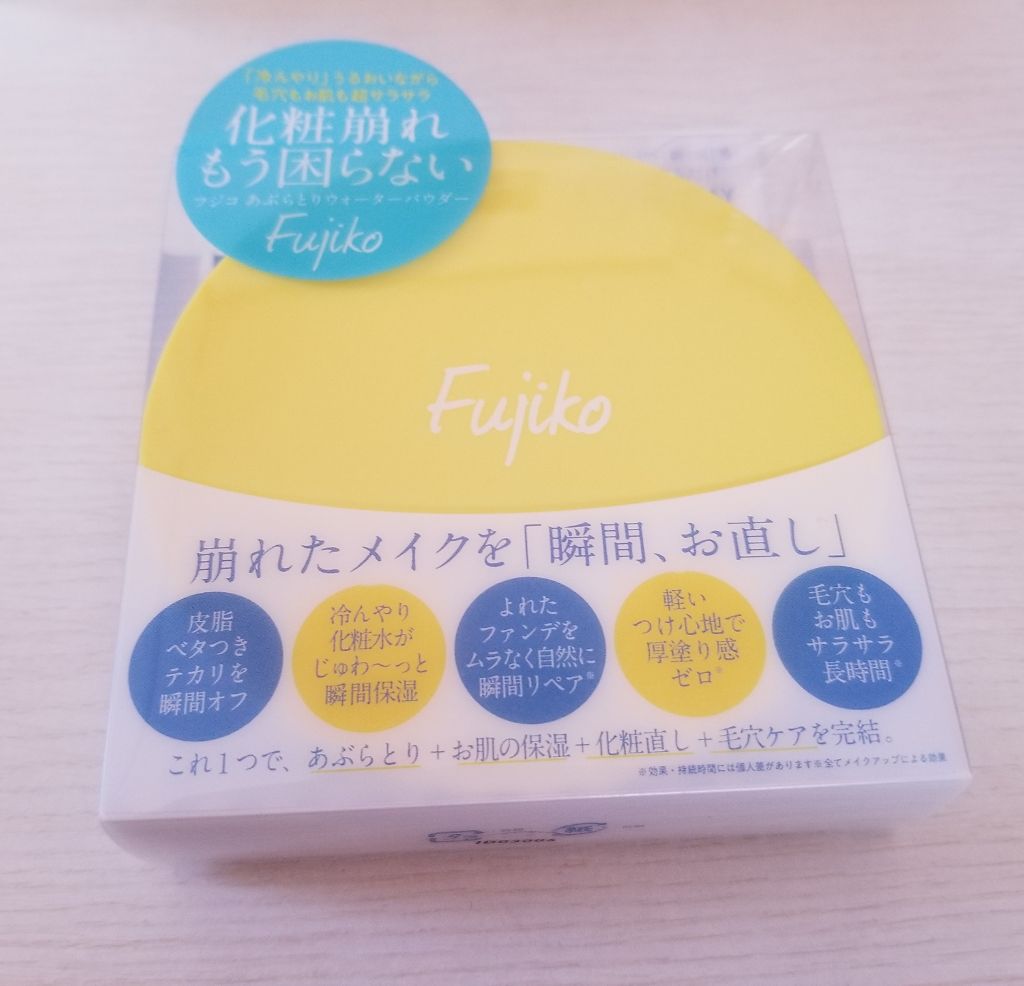 「冷んやり」うるおいながら
毛穴もお肌も超サラサラ
化粧崩れ
もう困らない
フジコ あぶらとりウォーターパウダー
Fujiko
Fujiko
崩れたメイクを「瞬間、お直し」
皮脂
ベタつき
テカリを
瞬間オフ
冷んやり
化粧水が
じゅわ〜っと
瞬間保湿
よれた
ファンデを
ムラなく自然に
瞬間リペア※
軽い
つけ心地で
厚塗り感
ゼロ※
毛穴も
お肌も
サラサラ
長時間※
これ1つで、あぶらとり+お肌の保湿+化粧直し+毛穴ケアを完結。
※効果・持続時間には個人差があります※全てメイクアップによる効果
プラ
紙